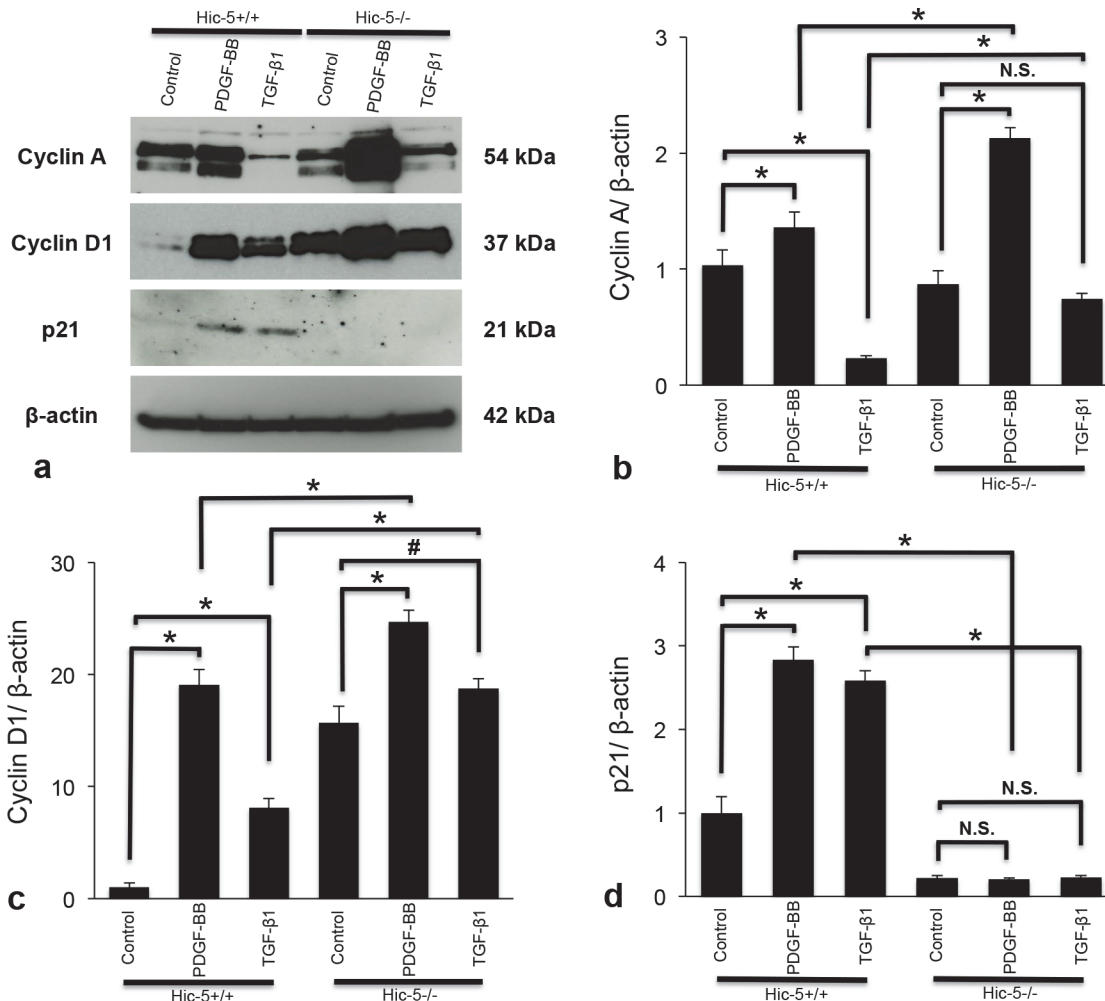 Hic-5+/+ Hic-5-/-
Control PDGF-BB TGF-β1 Control PDGF-BB TGF-β1
Cyclin A 54 kDa
Cyclin D1 37 kDa
p21 21 kDa
β-actin 42 kDa
a
Cyclin A/ β-actin
3
2
1
0
*
*
N.S.
*
*
*
Control PDGF-BB TGF-β1 Control PDGF-BB TGF-β1
Hic-5+/+ Hic-5-/-
b
Cyclin D1/ β-actin
30
20
10
0
*
*
#
*
*
*
Control PDGF-BB TGF-β1 Control PDGF-BB TGF-β1
Hic-5+/+ Hic-5-/-
c
p21/ β-actin
4
3
2
1
0
*
*
*
*
N.S.
N.S.
Control PDGF-BB TGF-β1 Control PDGF-BB TGF-β1
Hic-5+/+ Hic-5-/-
d